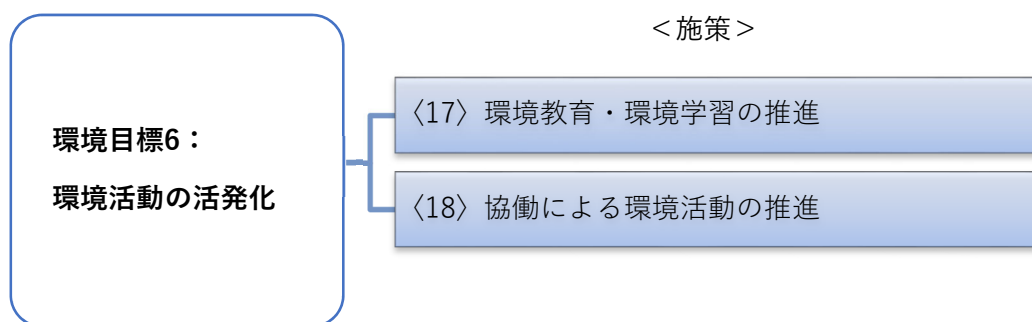 ＜施策＞
環境目標6：
環境活動の活発化
〈17〉環境教育・環境学習の推進
〈18〉協働による環境活動の推進